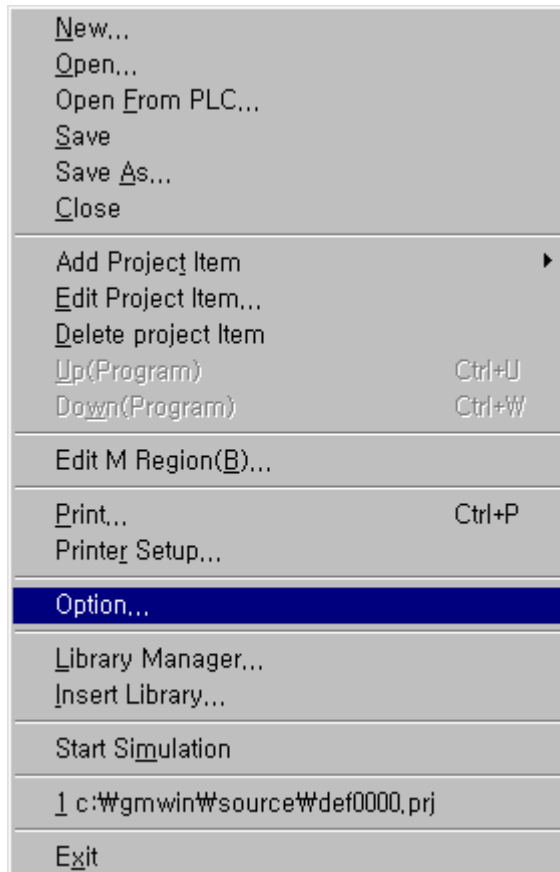 New...
Open...
Open From PLC...
Save
Save As...
Close
Add Project Item
Edit Project Item...
Delete project Item
Up(Program) Ctrl+U
Down(Program) Ctrl+W
Edit M Region(B)...
Print... Ctrl+P
Printer Setup...
Option...
Library Manager...
Insert Library...
Start Simulation
1 c:₩gmwin₩source₩def0000.prj
Exit